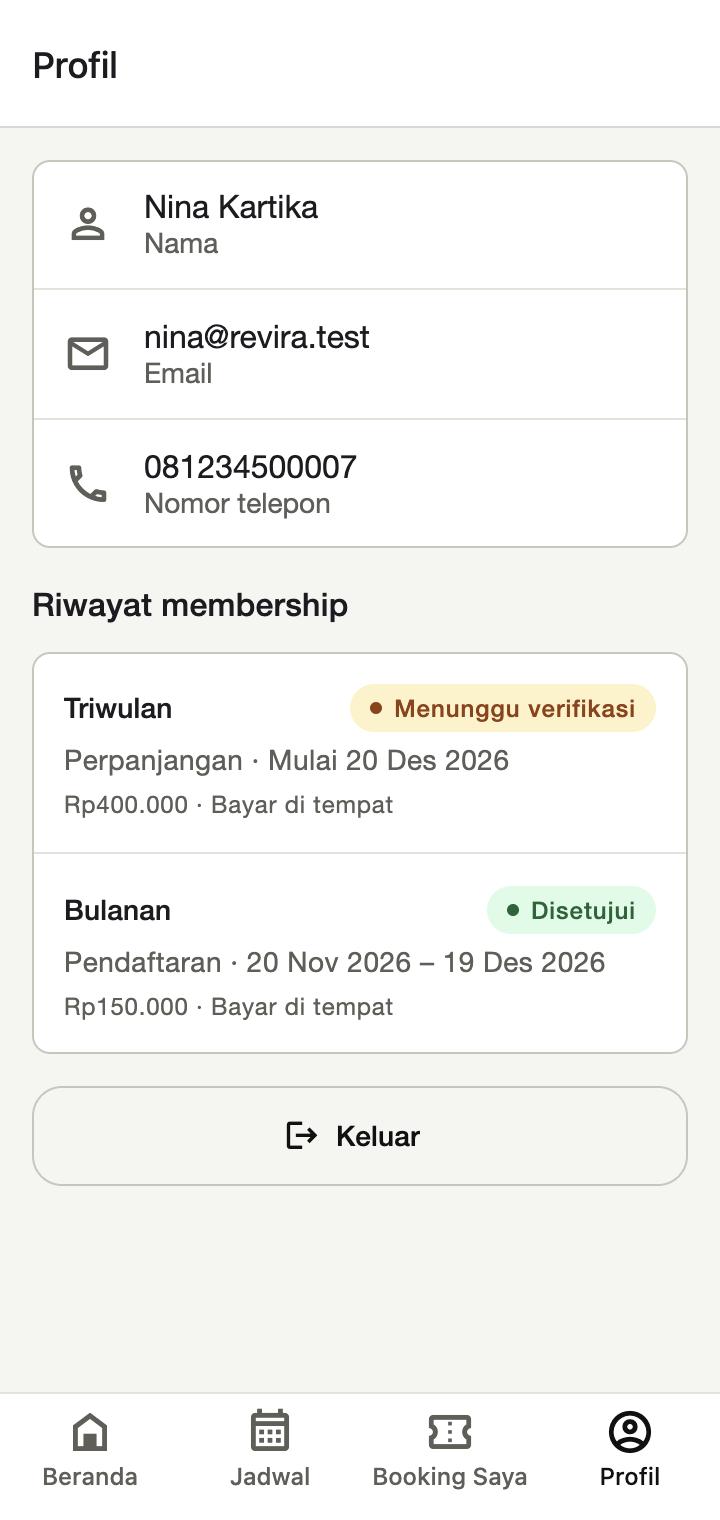 Profil
Nina Kartika
Nama
nina@revira.test
Email
081234500007
Nomor telepon
Riwayat membership
Triwulan
Menunggu verifikasi
Perpanjangan · Mulai 20 Des 2026
Rp400.000 · Bayar di tempat
Bulanan
Disetujui
Pendaftaran · 20 Nov 2026 – 19 Des 2026
Rp150.000 · Bayar di tempat
Keluar
Beranda
Jadwal
Booking Saya
Profil